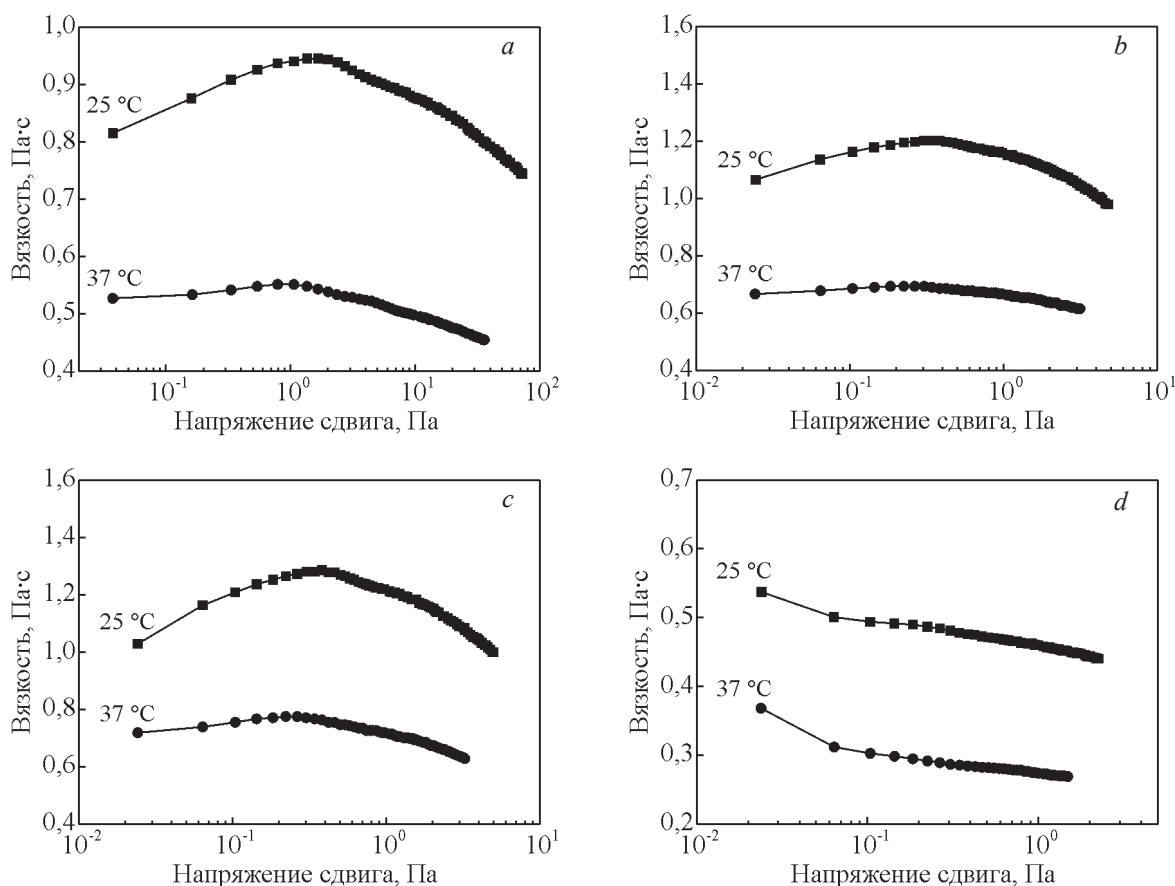 a
1,0
0,9
0,8
0,7
0,6
0,5
0,4
Вязкость, Па·с
25 °C
37 °C
10⁻¹ 10⁰ 10¹ 10²
Напряжение сдвига, Па
b
1,6
1,4
1,2
1,0
0,8
0,6
0,4
Вязкость, Па·с
25 °C
37 °C
10⁻² 10⁻¹ 10⁰ 10¹
Напряжение сдвига, Па
c
1,6
1,4
1,2
1,0
0,8
0,6
0,4
Вязкость, Па·с
25 °C
37 °C
10⁻² 10⁻¹ 10⁰ 10¹
Напряжение сдвига, Па
d
0,7
0,6
0,5
0,4
0,3
0,2
Вязкость, Па·с
25 °C
37 °C
10⁻² 10⁻¹ 10⁰
Напряжение сдвига, Па